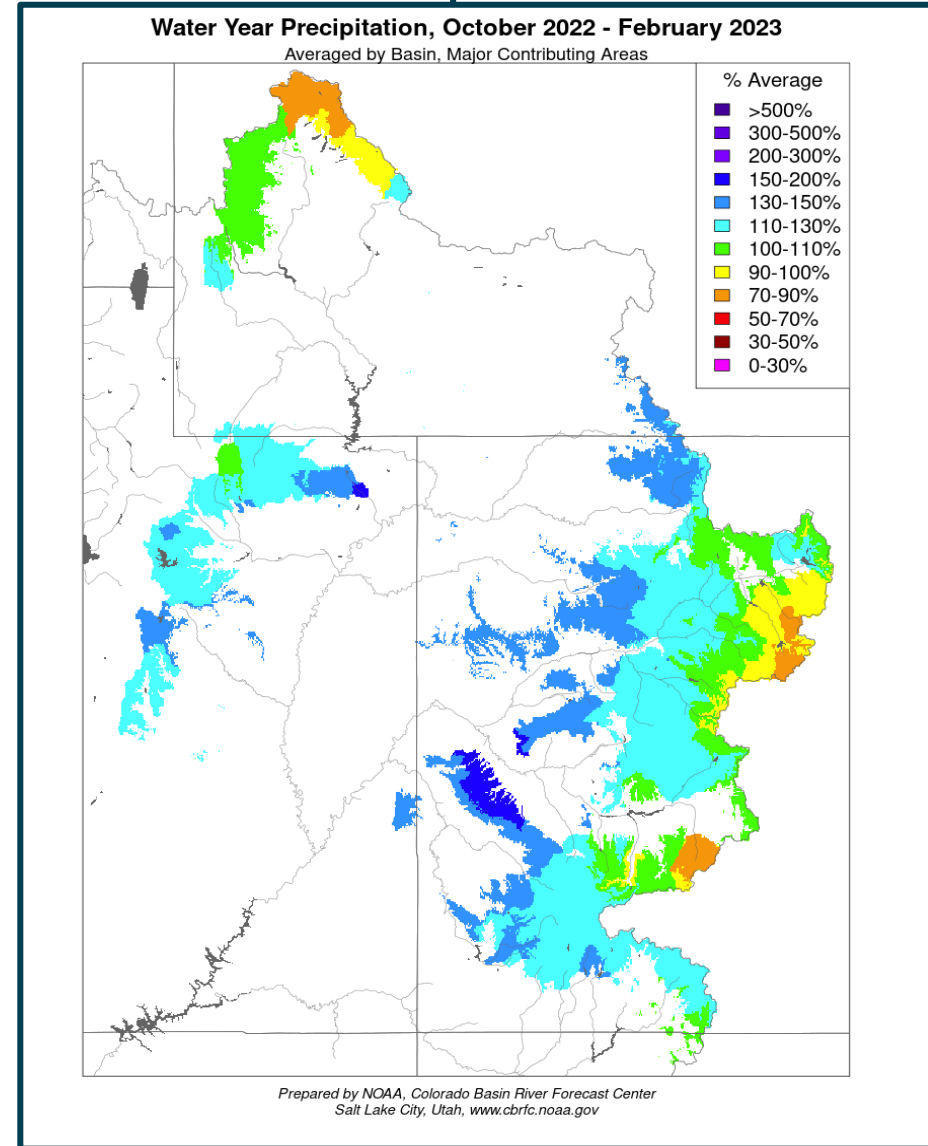 Water Year Precipitation, October 2022 - February 2023
Averaged by Basin, Major Contributing Areas
% Average
>500%
300-500%
200-300%
150-200%
130-150%
110-130%
100-110%
90-100%
70-90%
50-70%
30-50%
0-30%
Prepared by NOAA, Colorado Basin River Forecast Center
Salt Lake City, Utah, www.cbrfc.noaa.gov